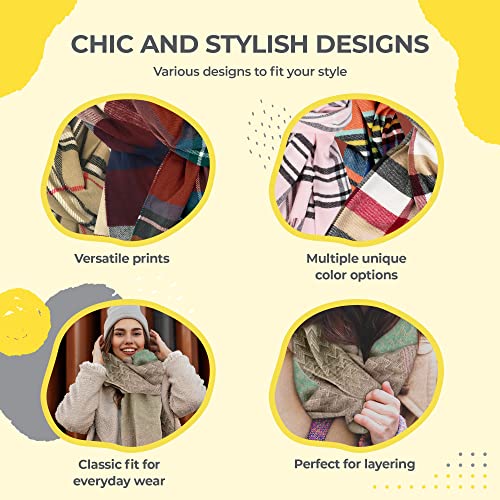 CHIC AND STYLISH DESIGNS
Various designs to fit your style
Versatile prints
Multiple unique
color options
Classic fit for
everyday wear
Perfect for layering